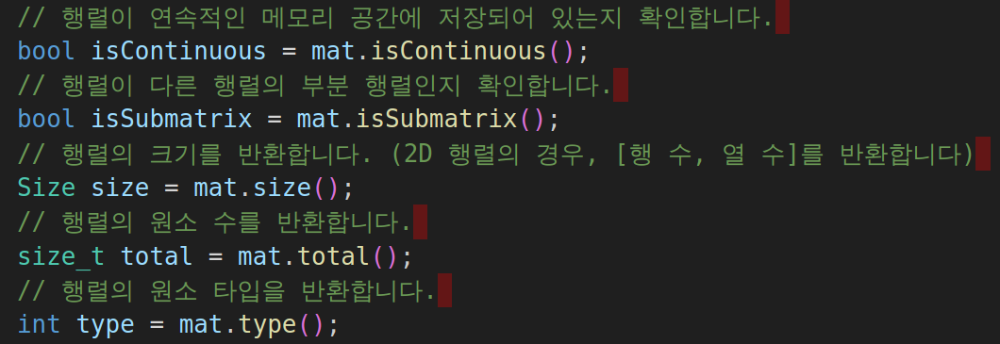 // 행렬이 연속적인 메모리 공간에 저장되어 있는지 확인합니다.
bool isContinuous = mat.isContinuous();
// 행렬이 다른 행렬의 부분 행렬인지 확인합니다.
bool isSubmatrix = mat.isSubmatrix();
// 행렬의 크기를 반환합니다. (2D 행렬의 경우, [행 수, 열 수]를 반환합니다)
Size size = mat.size();
// 행렬의 원소 수를 반환합니다.
size_t total = mat.total();
// 행렬의 원소 타입을 반환합니다.
int type = mat.type();